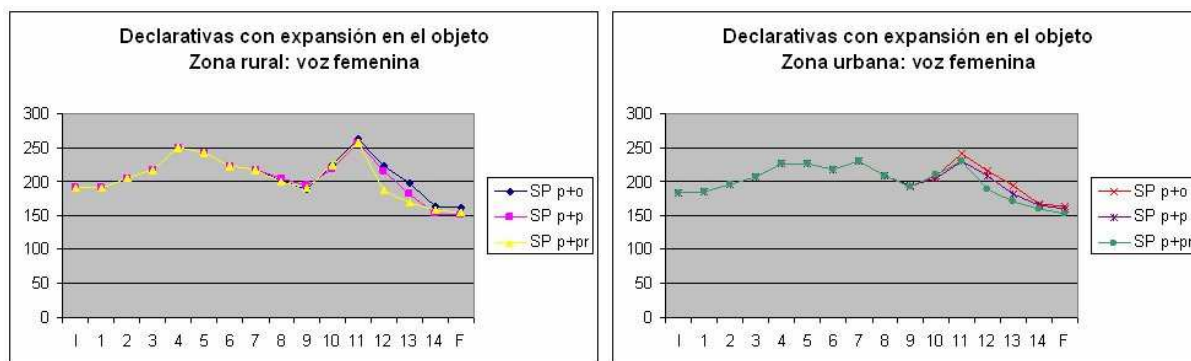 Declarativas con expansión en el objeto
Zona rural: voz femenina
300
250
200
150
100
50
0
I 1 2 3 4 5 6 7 8 9 10 11 12 13 14 F
SP p+o
SP p+p
SP p+pr
Declarativas con expansión en el objeto
Zona urbana: voz femenina
300
250
200
150
100
50
0
I 1 2 3 4 5 6 7 8 9 10 11 12 13 14 F
SP p+o
SP p+p
SP p+pr